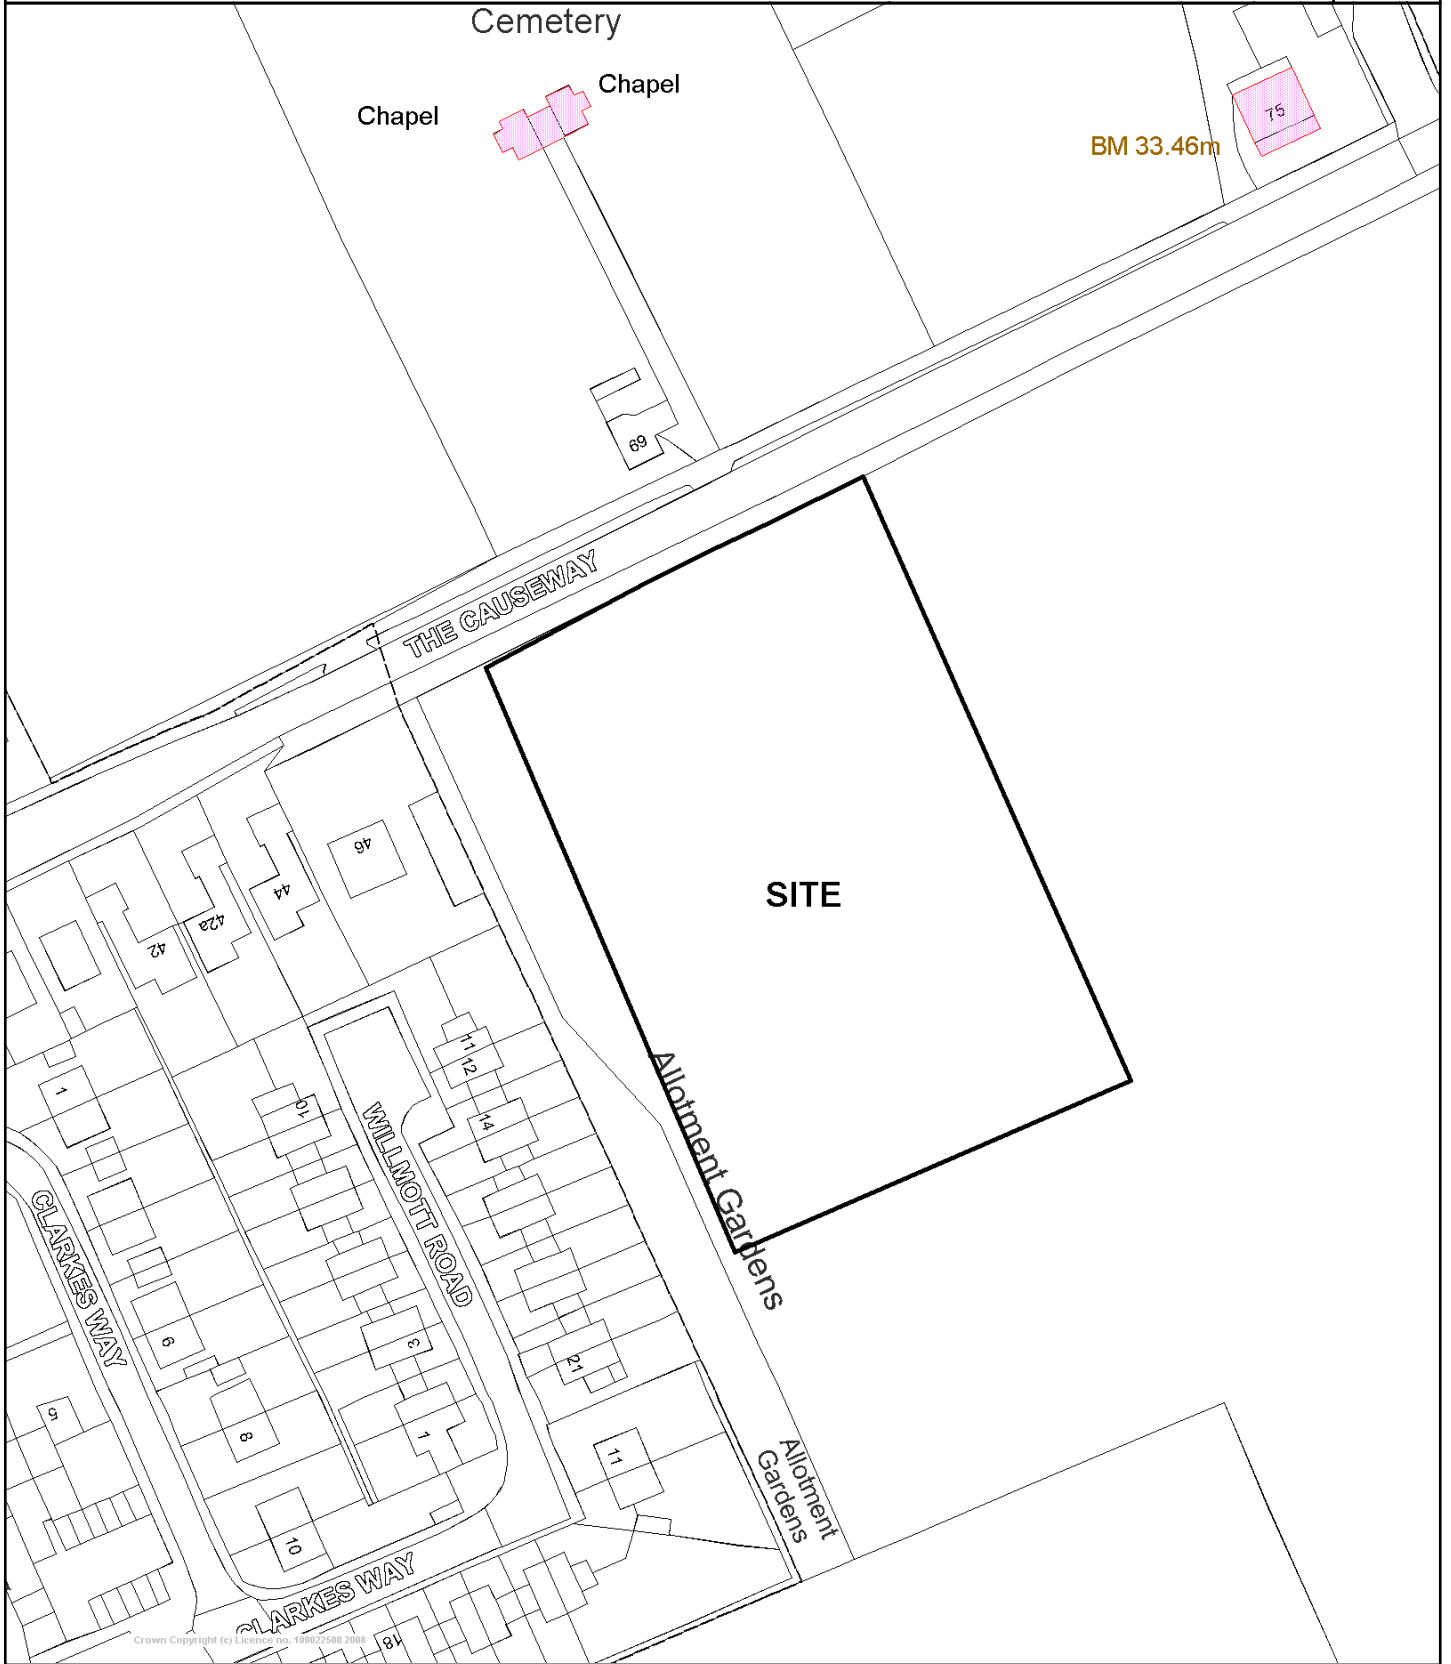 Cemetery
Chapel
Chapel
75
BM 33.46m
69
THE CAUSEWAY
46
44
42a
42
SITE
11
12
1
10
14
Allotment Gardens
WILLMOTT ROAD
CLARKES WAY
6
3
21
5
8
1
11
Allotment
Gardens
10
CLARKES WAY
18
Crown Copyright (c) Licence no. 100022500 2008